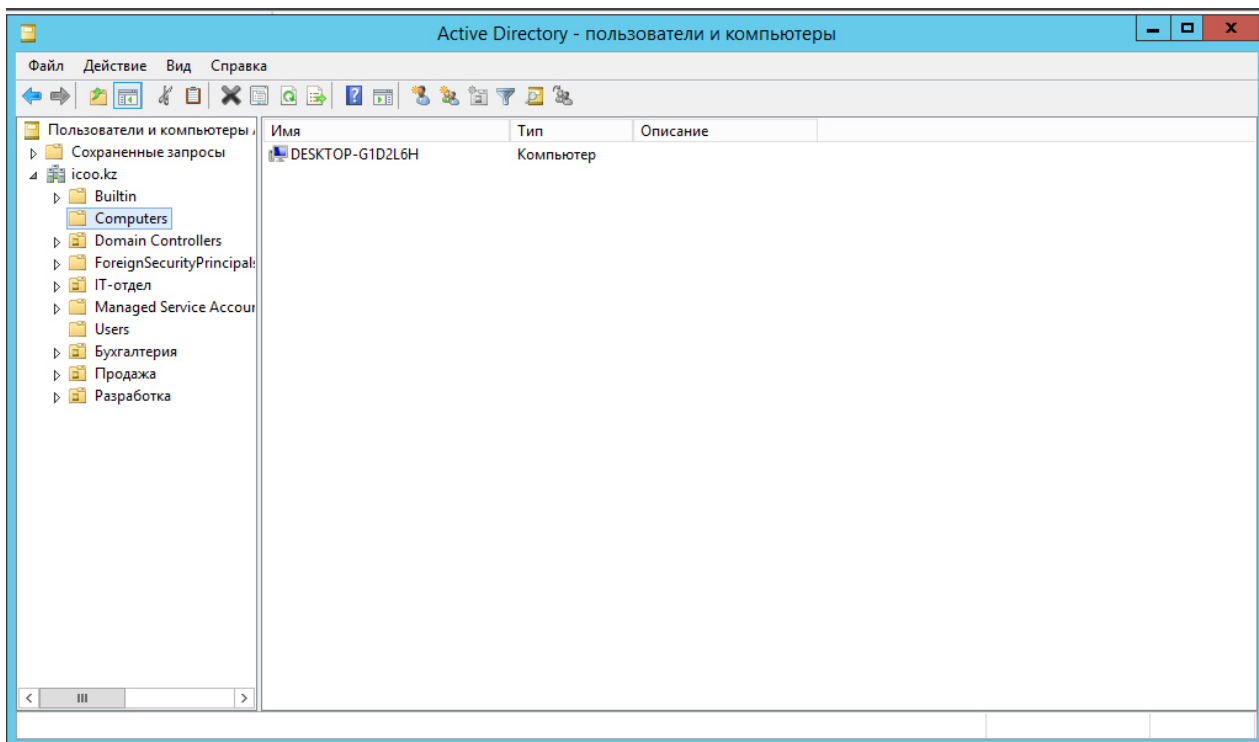 Active Directory - пользователи и компьютеры
Файл Действие Вид Справка
Пользователи и компьютеры
Сохраненные запросы
icoo.kz
Builtin
Computers
Domain Controllers
ForeignSecurityPrincipals
IT-отдел
Managed Service Accour
Users
Бухгалтерия
Продажа
Разработка
Имя Тип Описание
DESKTOP-G1D2L6H Компьютер